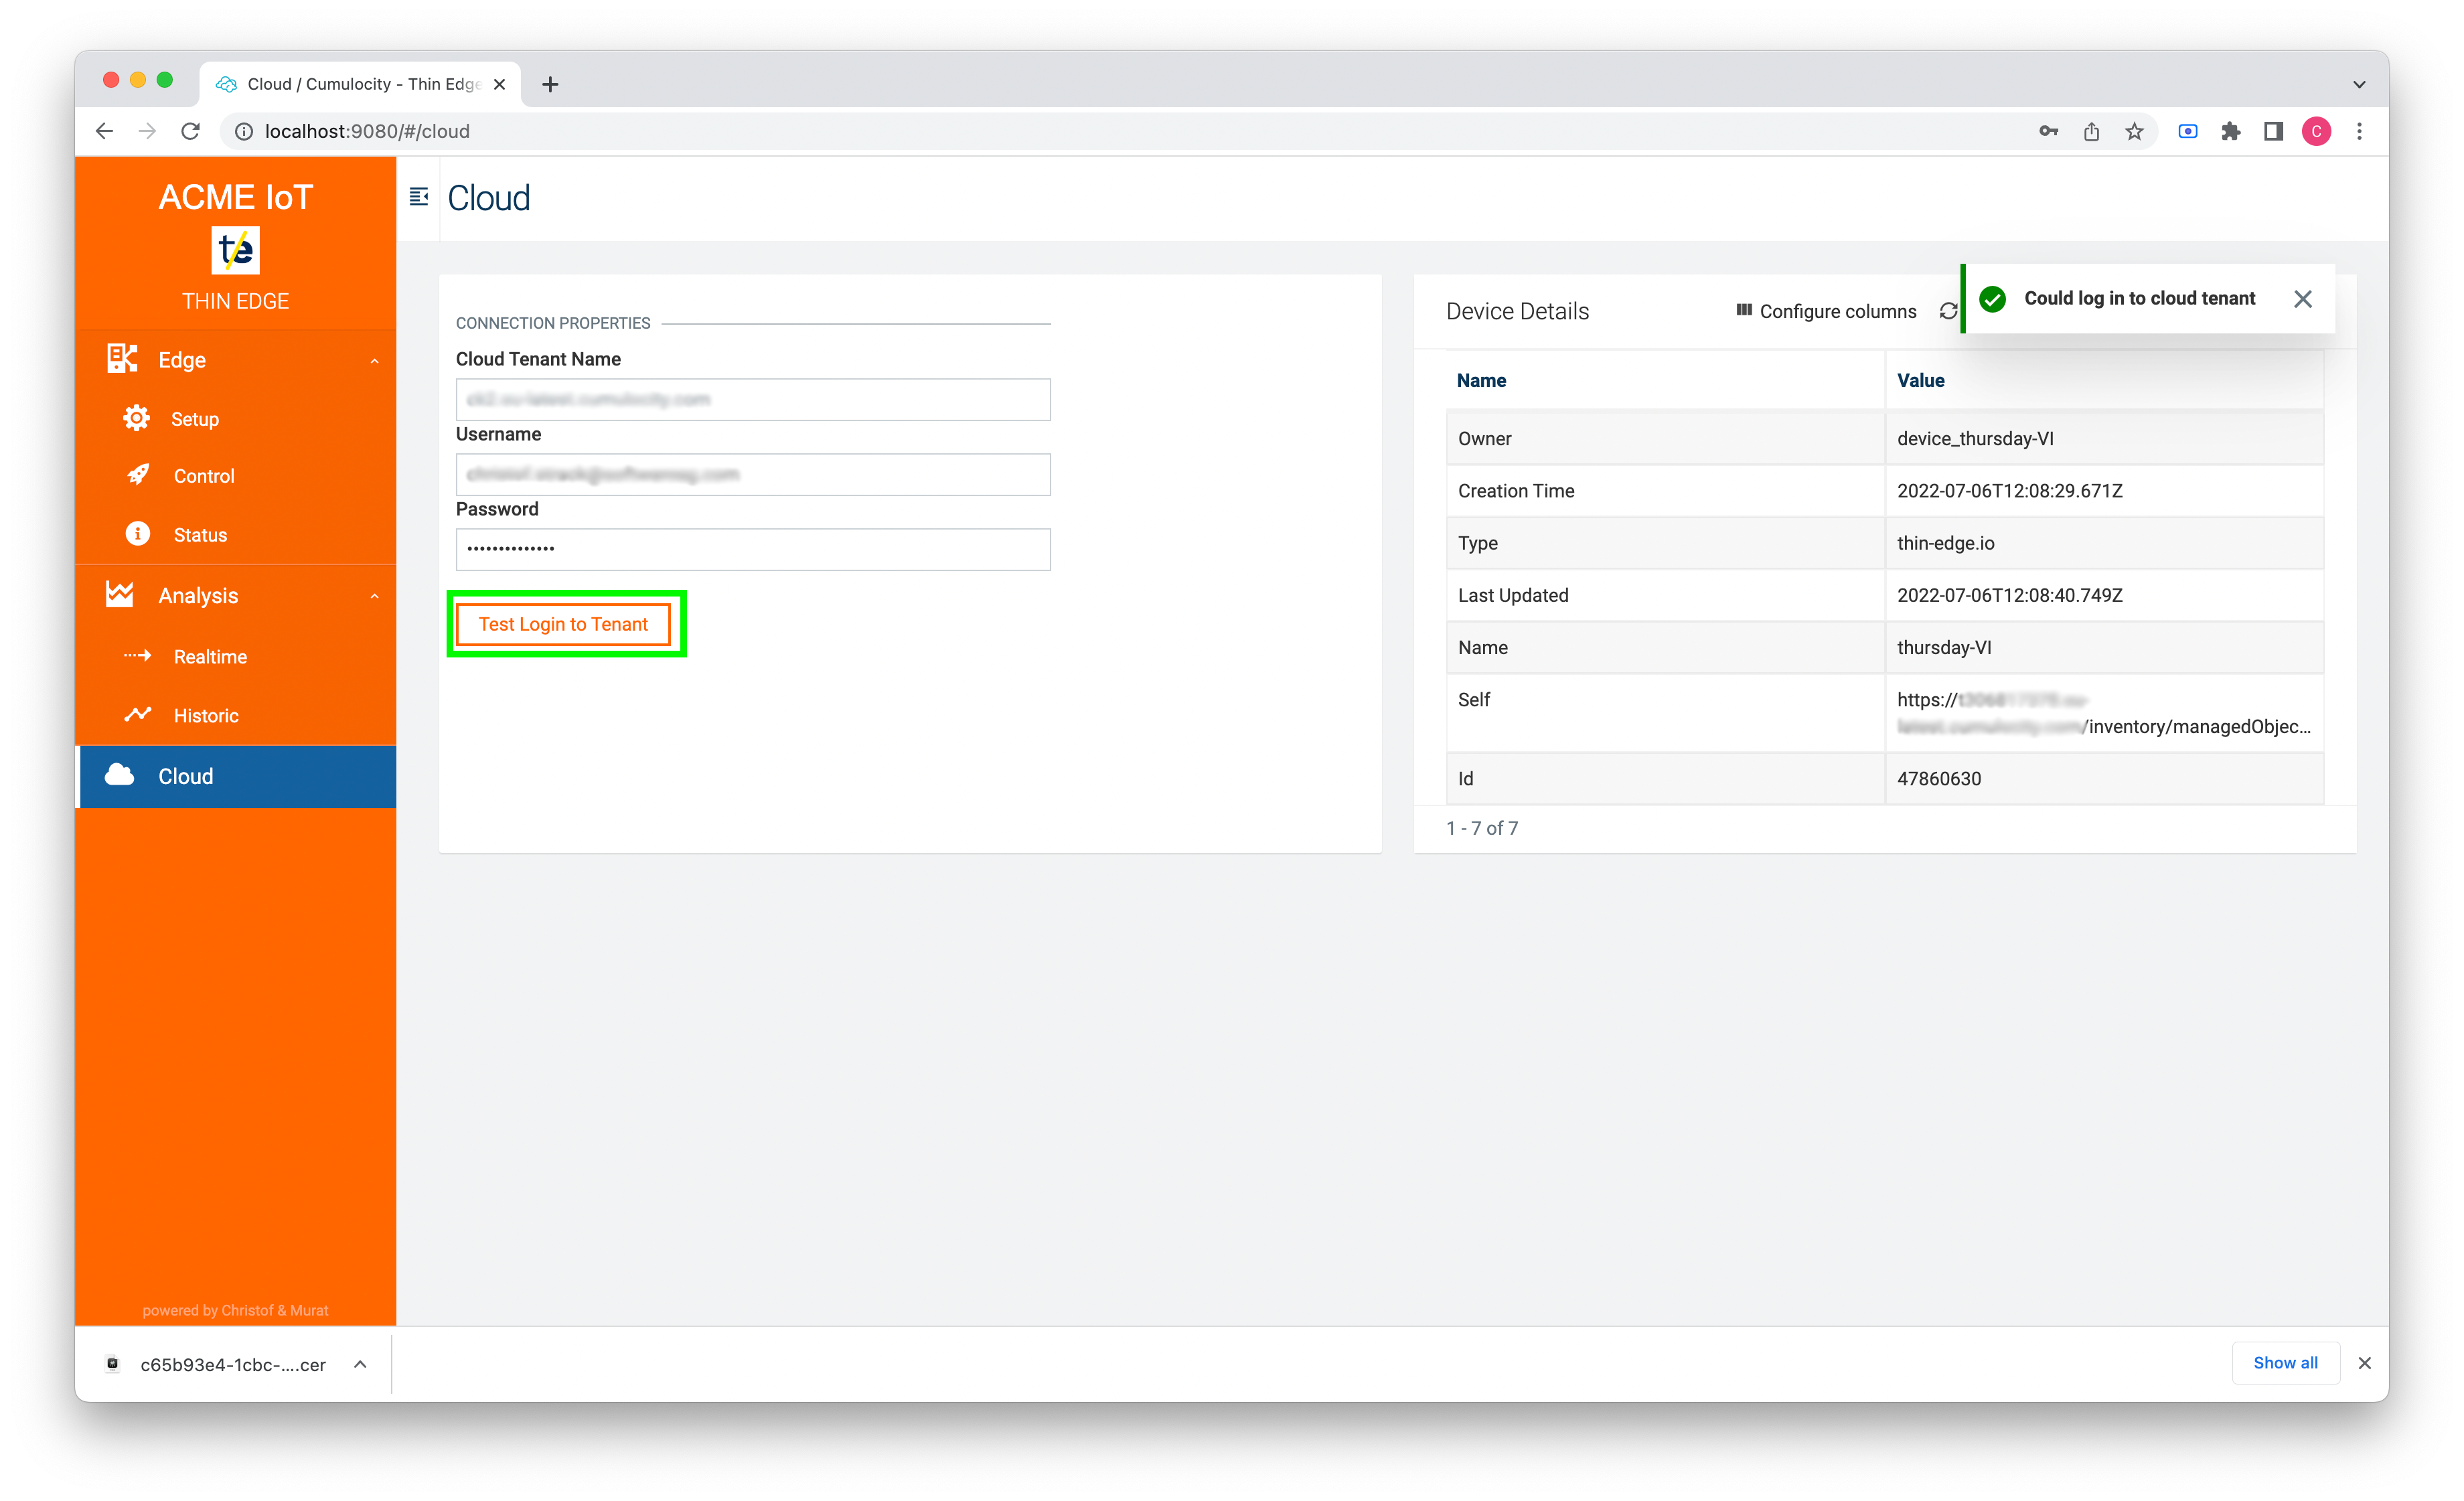 Cloud / Cumulocity - Thin Edge
localhost:9080/#/cloud
C
ACME IoT
t/e
THIN EDGE
Edge
Setup
Control
Status
Analysis
Realtime
Historic
Cloud
powered by Christof & Murat
Cloud
CONNECTION PROPERTIES
Cloud Tenant Name
Username
Password
••••••••••••••
Test Login to Tenant
Device Details
Configure columns
Could log in to cloud tenant
Name Value
Owner device_thursday-VI
Creation Time 2022-07-06T12:08:29.671Z
Type thin-edge.io
Last Updated 2022-07-06T12:08:40.749Z
Name thursday-VI
Self https://
/inventory/managedObjec...
Id 47860630
1 - 7 of 7
c65b93e4-1cbc-....cer
Show all